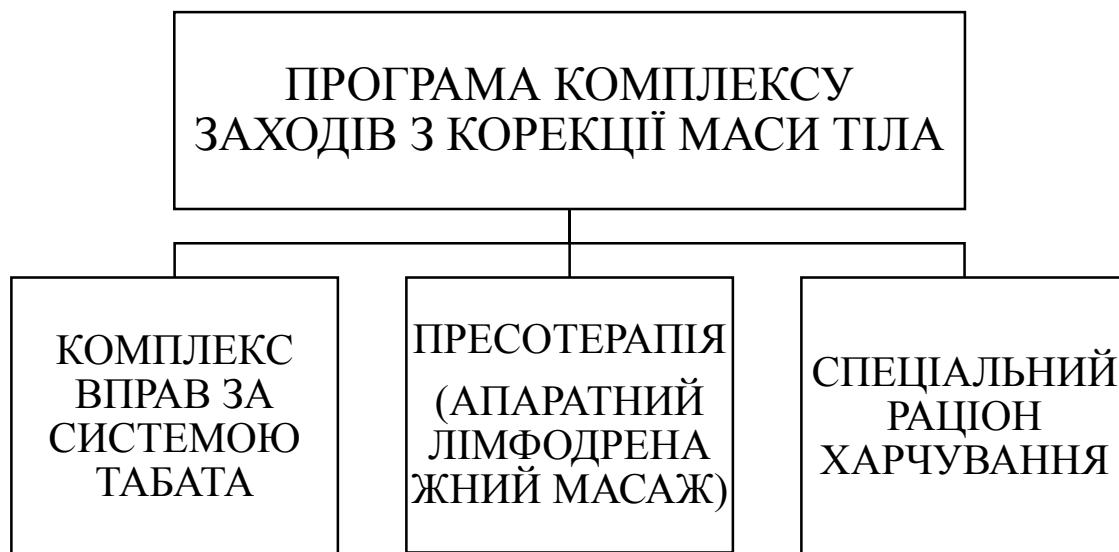 ПРОГРАМА КОМПЛЕКСУ
ЗАХОДІВ З КОРЕКЦІЇ МАСИ ТІЛА
КОМПЛЕКС
ВПРАВ ЗА
СИСТЕМОЮ
ТАБАТА
ПРЕСОТЕРАПІЯ
(АПАРАТНИЙ
ЛІМФОДРЕНА
ЖНИЙ МАСАЖ)
СПЕЦІАЛЬНИЙ
РАЦІОН
ХАРЧУВАННЯ